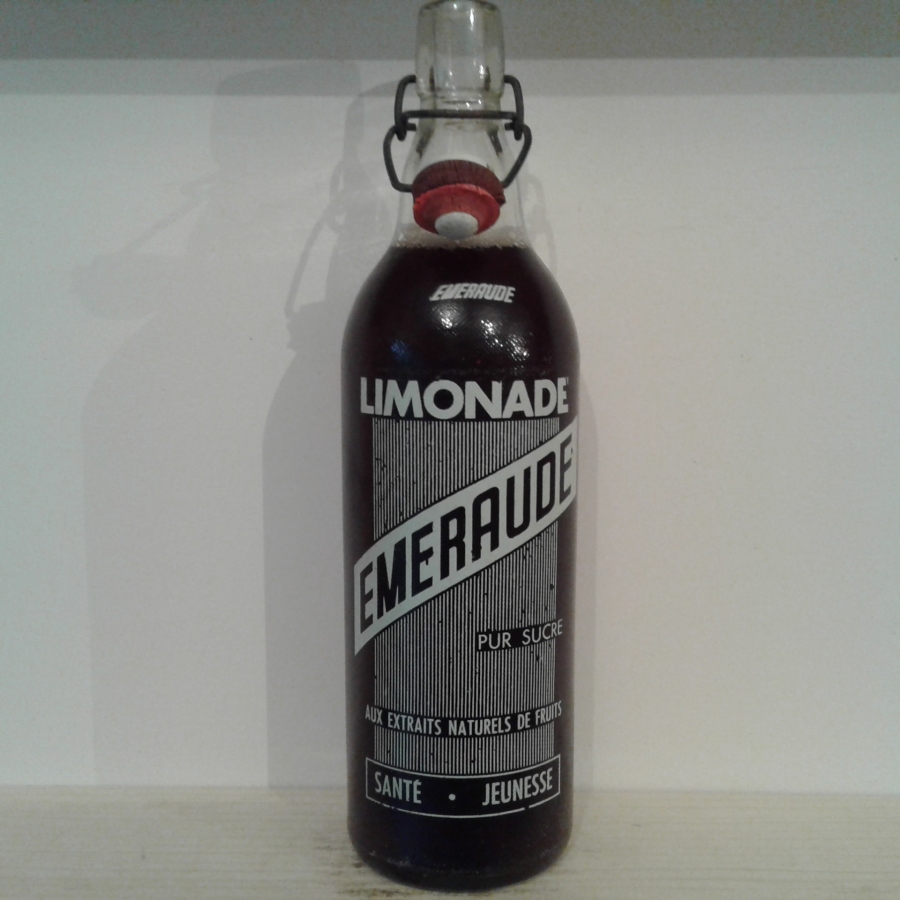 EMERAUDE
LIMONADE
EMERAUDE
PUR SUCRE
AUX EXTRAITS NATURELS DE FRUITS
SANTÉ • JEUNESSE